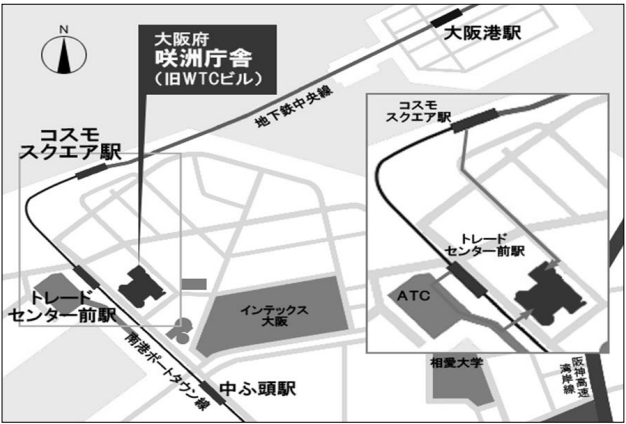 N
大阪府
咲洲庁舎
（旧WTCビル）
大阪港駅
地下鉄中央線
コスモ
スクエア駅
トレード
センター前駅
インテックス
大阪
南港ポートタウン線
中ふ頭駅
コスモ
スクエア駅
トレード
センター前駅
ATC
相愛大学
阪神高速
湾岸線